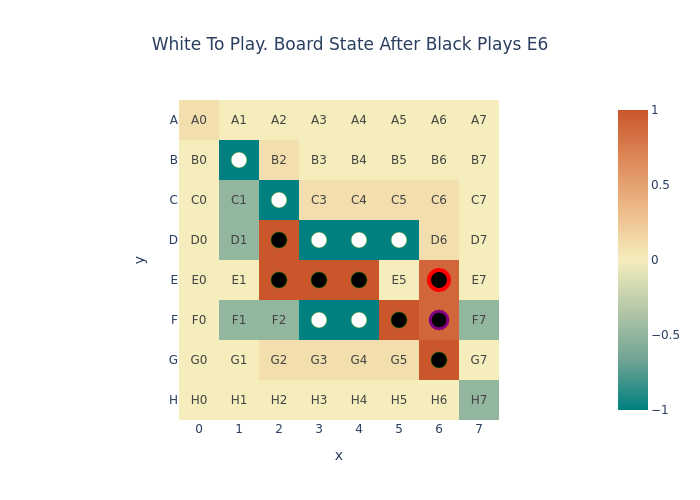 White To Play. Board State After Black Plays E6
A A0 A1 A2 A3 A4 A5 A6 A7
B B0 B2 B3 B4 B5 B6 B7
C C0 C1 C3 C4 C5 C6 C7
D D0 D1 D6 D7
E E0 E1 E5 E7
F F0 F1 F2 F7
G G0 G1 G2 G3 G4 G5 G7
H H0 H1 H2 H3 H4 H5 H6 H7
0 1 2 3 4 5 6 7
x
y
1
0.5
0
−0.5
−1